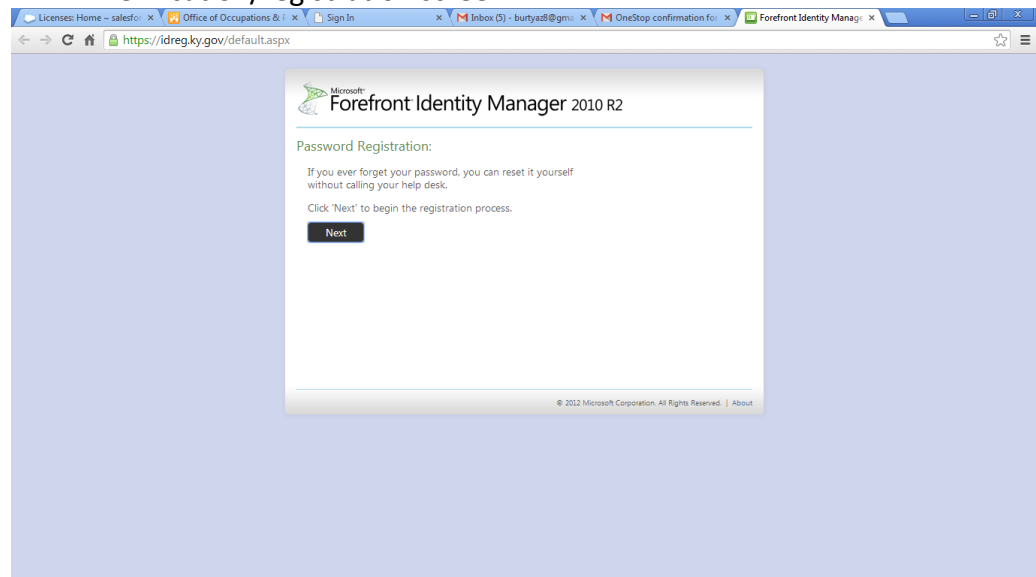 Licenses: Home ~ salesfor
Office of Occupations & P
Sign In
Inbox (5) - burtyaz8@gma
OneStop confirmation for
Forefront Identity Manage
https://idreg.ky.gov/default.aspx
Microsoft®
Forefront Identity Manager 2010 R2
Password Registration:
If you ever forget your password, you can reset it yourself
without calling your help desk.
Click 'Next' to begin the registration process.
Next
© 2012 Microsoft Corporation. All Rights Reserved. | About